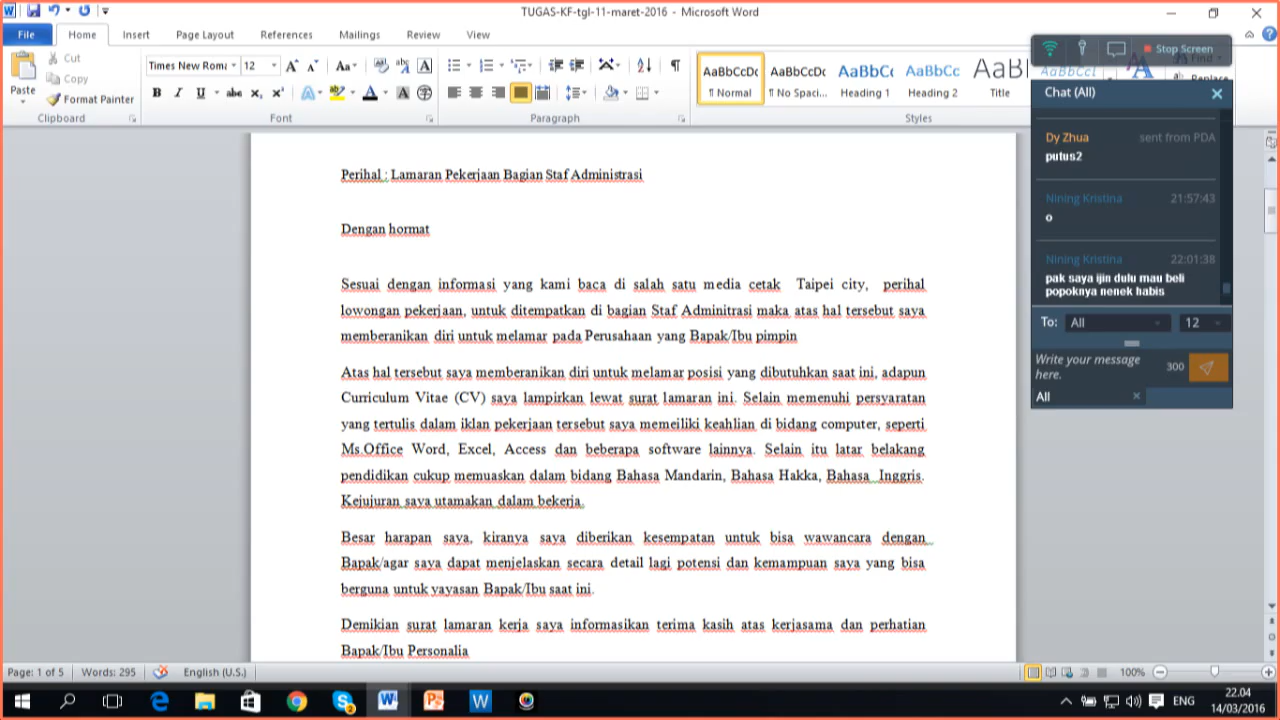 TUGAS-KF-tgl-11-maret-2016 - Microsoft Word
File Home Insert Page Layout References Mailings Review View
Cut
Copy
Format Painter
Paste
Times New Roma 12
AaBbCcDc AaBbCcDc AaBbCc AaBbCc AaB
¶ Normal ¶ No Spaci... Heading 1 Heading 2 Title
Clipboard Font Paragraph Styles
Stop Screen
Find
Replace
Chat (All)
Dy Zhua sent from PDA
putus2
Nining Kristina 21:57:43
o
Nining Kristina 22:01:38
pak saya ijin dulu mau beli
popoknya nenek habis
To: All 12
Write your message
here. 300
All
Perihal : Lamaran Pekerjaan Bagian Staf Administrasi
Dengan hormat
Sesuai dengan informasi yang kami baca di salah satu media cetak Taipei city, perihal
lowongan pekerjaan, untuk ditempatkan di bagian Staf Adminitrasi maka atas hal tersebut saya
memberanikan diri untuk melamar pada Perusahaan yang Bapak/Ibu pimpin
Atas hal tersebut saya memberanikan diri untuk melamar posisi yang dibutuhkan saat ini, adapun
Curriculum Vitae (CV) saya lampirkan lewat surat lamaran ini. Selain memenuhi persyaratan
yang tertulis dalam iklan pekerjaan tersebut saya memeiliki keahlian di bidang computer, seperti
Ms.Office Word, Excel, Access dan beberapa software lainnya. Selain itu latar belakang
pendidikan cukup memuaskan dalam bidang Bahasa Mandarin, Bahasa Hakka, Bahasa Inggris.
Kejujuran saya utamakan dalam bekerja.
Besar harapan saya, kiranya saya diberikan kesempatan untuk bisa wawancara dengan
Bapak/agar saya dapat menjelaskan secara detail lagi potensi dan kemampuan saya yang bisa
berguna untuk yayasan Bapak/Ibu saat ini.
Demikian surat lamaran kerja saya informasikan terima kasih atas kerjasama dan perhatian
Bapak/Ibu Personalia
Page: 1 of 5 Words: 295 English (U.S.) 100%
ENG 22.04
14/03/2016